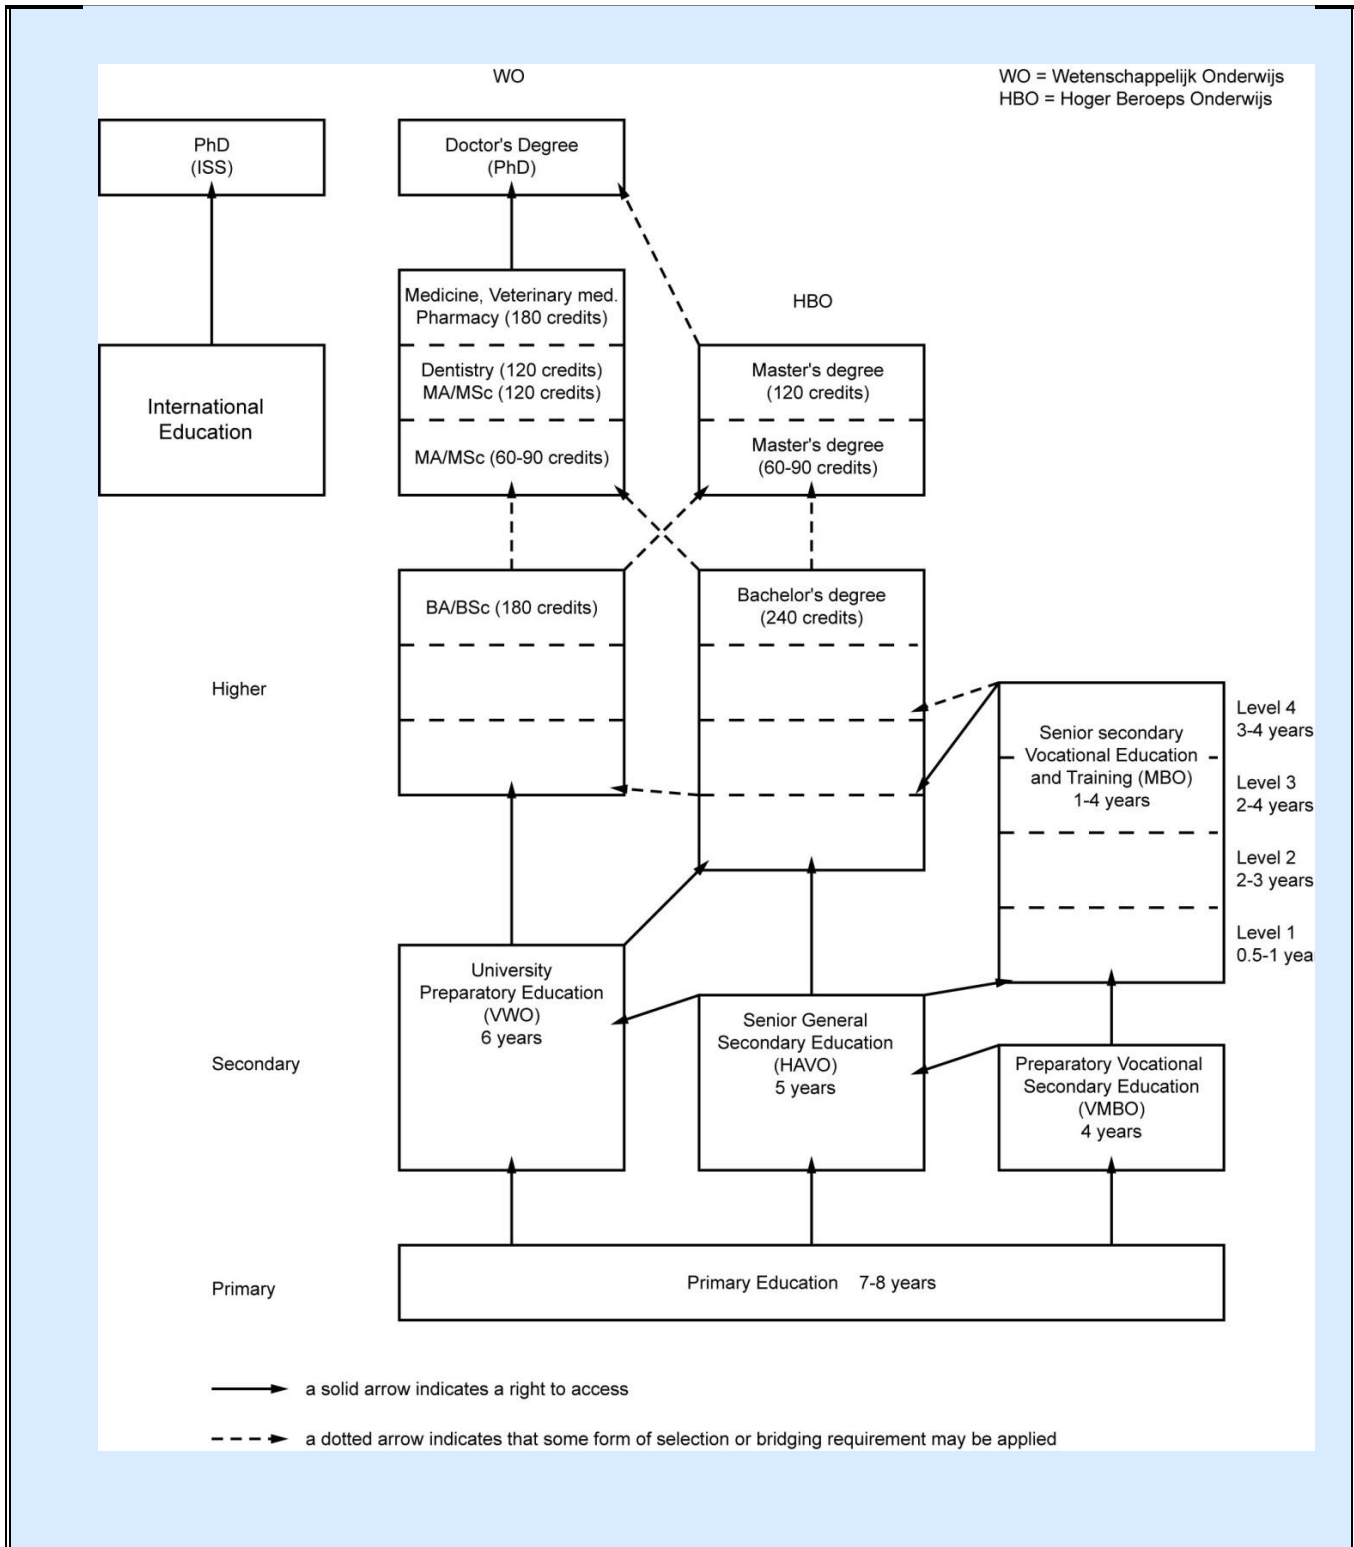 WO
WO = Wetenschappelijk Onderwijs
HBO = Hoger Beroeps Onderwijs
PhD
(ISS)
Doctor's Degree
(PhD)
Medicine, Veterinary med.
Pharmacy (180 credits)
HBO
Dentistry (120 credits)
MA/MSc (120 credits)
Master's degree
(120 credits)
International
Education
MA/MSc (60-90 credits)
Master's degree
(60-90 credits)
BA/BSc (180 credits)
Bachelor's degree
(240 credits)
Higher
Senior secondary
Vocational Education
and Training (MBO)
1-4 years
Level 4
3-4 years
Level 3
2-4 years
Level 2
2-3 years
Level 1
0.5-1 yea
University
Preparatory Education
(VWO)
6 years
Senior General
Secondary Education
(HAVO)
5 years
Secondary
Preparatory Vocational
Secondary Education
(VMBO)
4 years
Primary
Primary Education 7-8 years
a solid arrow indicates a right to access
a dotted arrow indicates that some form of selection or bridging requirement may be applied